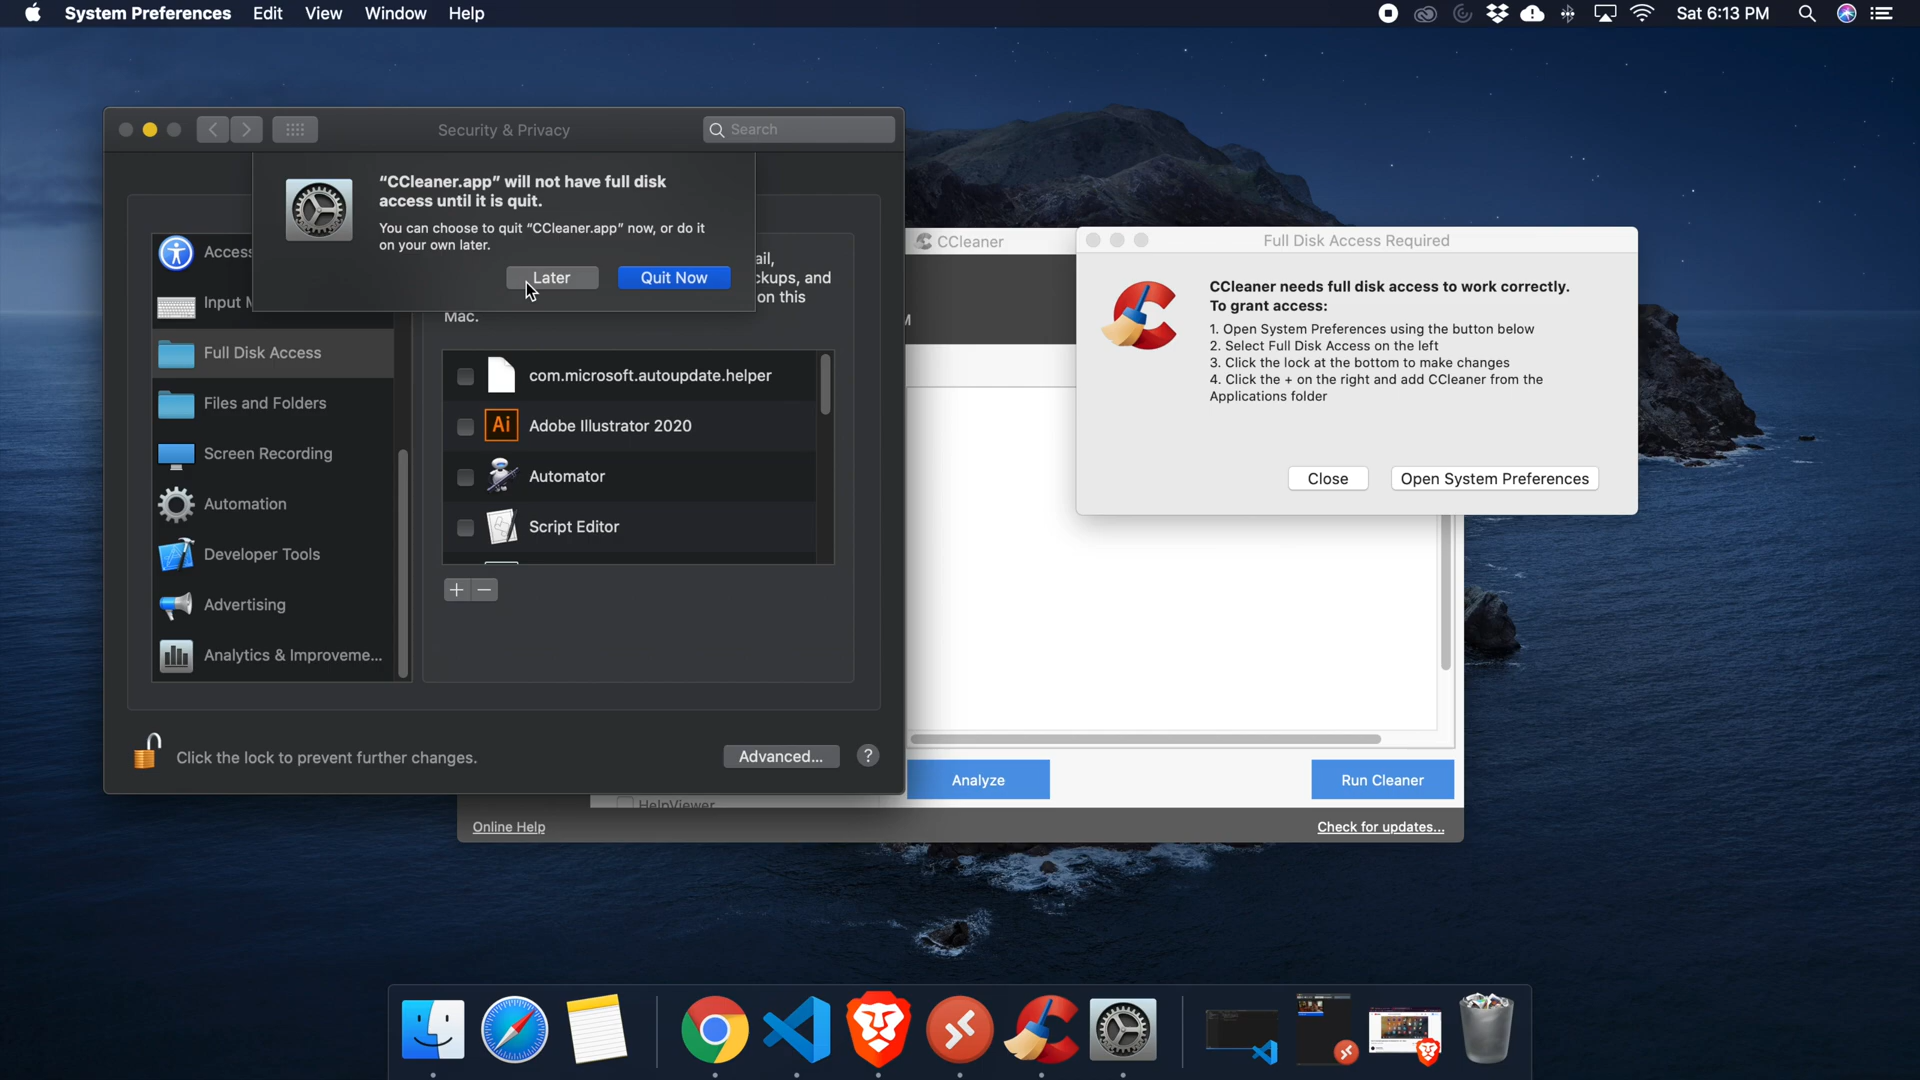 System Preferences Edit View Window Help
Sat 6:13 PM
Security & Privacy
Search
“CCleaner.app” will not have full disk
access until it is quit.
You can choose to quit “CCleaner.app” now, or do it
on your own later.
Later
Quit Now
ail,
ckups, and
on this
Mac.
Access
Input M
Full Disk Access
Files and Folders
Screen Recording
Automation
Developer Tools
Advertising
Analytics & Improveme...
com.microsoft.autoupdate.helper
Ai
Adobe Illustrator 2020
Automator
Script Editor
+ −
Click the lock to prevent further changes.
Advanced...
?
CCleaner
M
Full Disk Access Required
CCleaner needs full disk access to work correctly.
To grant access:
1. Open System Preferences using the button below
2. Select Full Disk Access on the left
3. Click the lock at the bottom to make changes
4. Click the + on the right and add CCleaner from the
Applications folder
Close
Open System Preferences
Analyze
Run Cleaner
HelpViewer
Online Help
Check for updates...